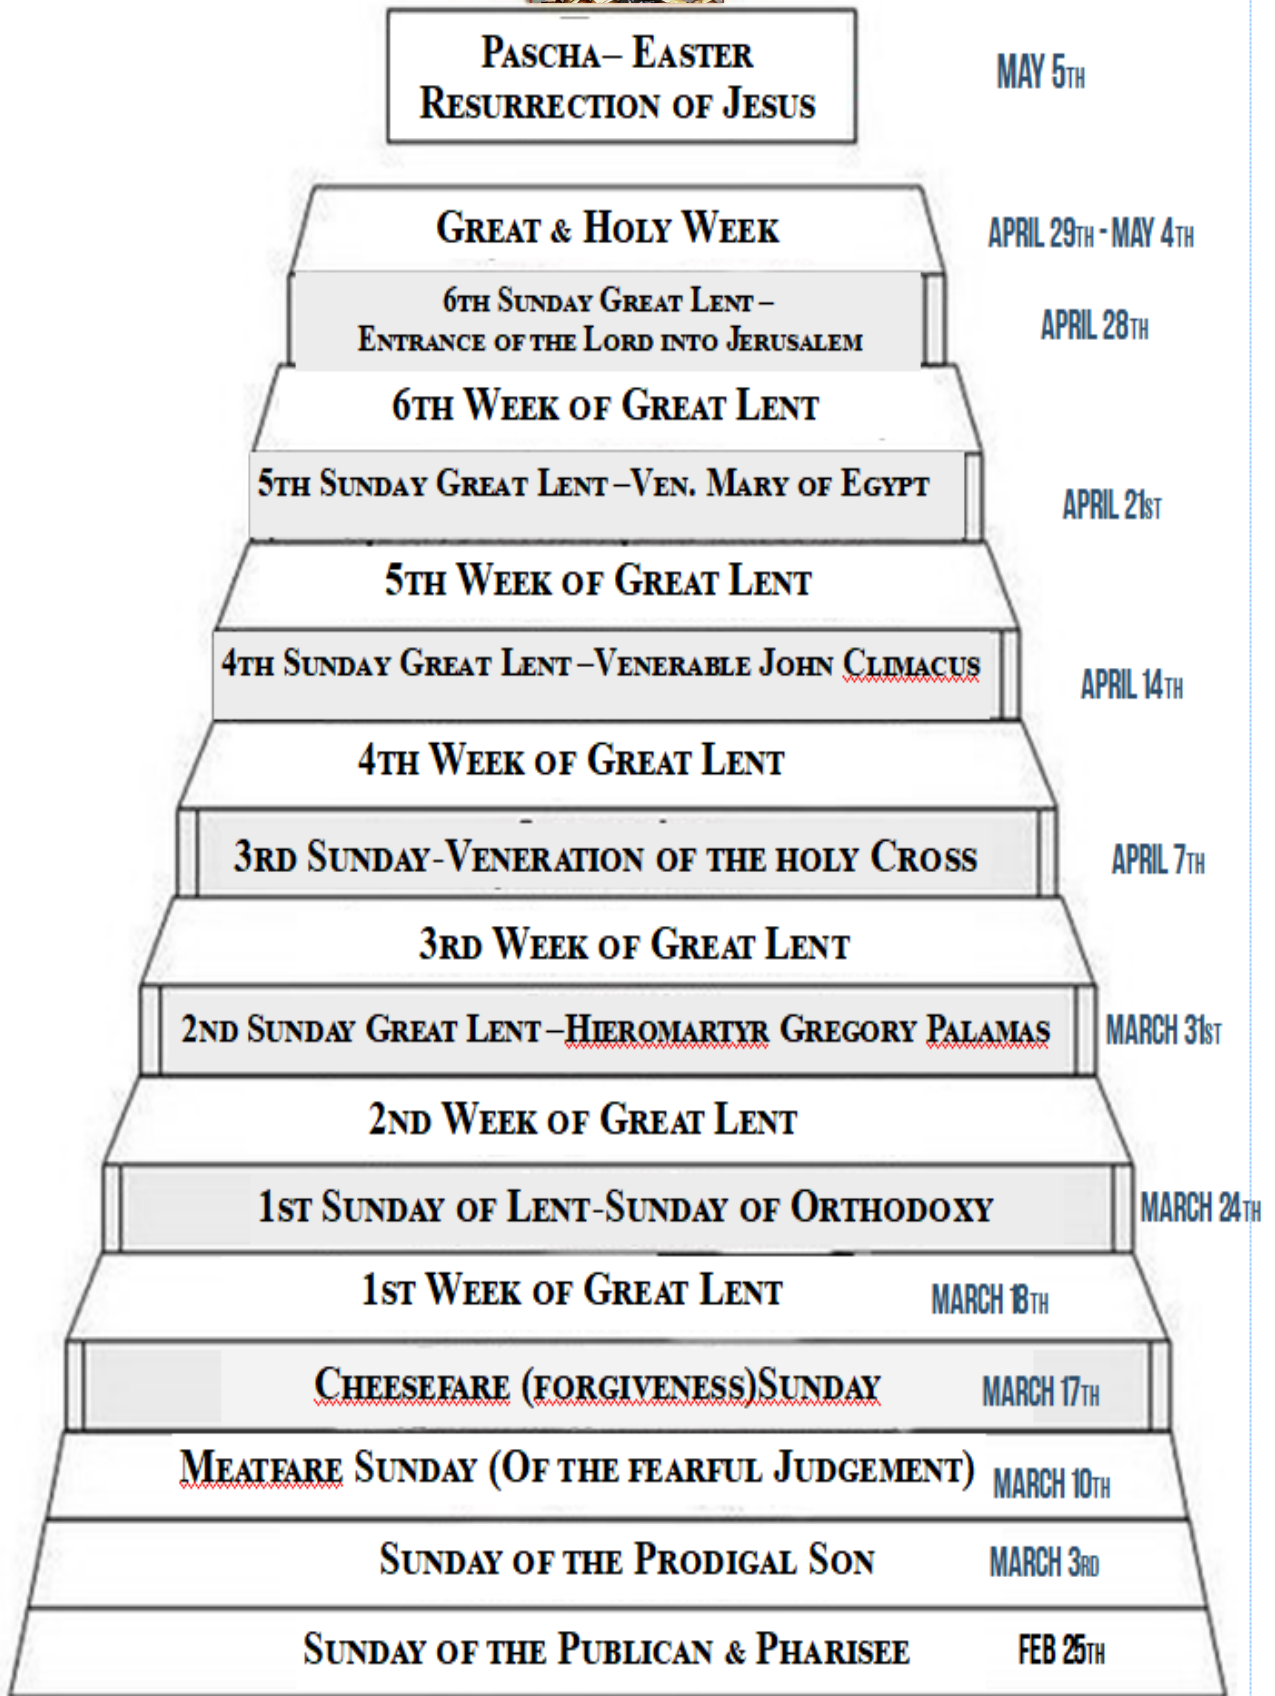 Pascha– Easter
Resurrection of Jesus
May 5th
Great & Holy Week
April 29th - May 4th
6th Sunday Great Lent –
Entrance of the Lord into Jerusalem
April 28th
6th Week of Great Lent
5th Sunday Great Lent –Ven. Mary of Egypt
April 21st
5th Week of Great Lent
4th Sunday Great Lent –Venerable John Climacus
April 14th
4th Week of Great Lent
3rd Sunday-Veneration of the holy Cross
April 7th
3rd Week of Great Lent
2nd Sunday Great Lent –Hieromartyr Gregory Palamas
March 31st
2nd Week of Great Lent
1st Sunday of Lent-Sunday of Orthodoxy
March 24th
1st Week of Great Lent
March 18th
Cheesefare (forgiveness)Sunday
March 17th
Meatfare Sunday (Of the fearful Judgement)
March 10th
Sunday of the Prodigal Son
March 3rd
Sunday of the Publican & Pharisee
Feb 25th